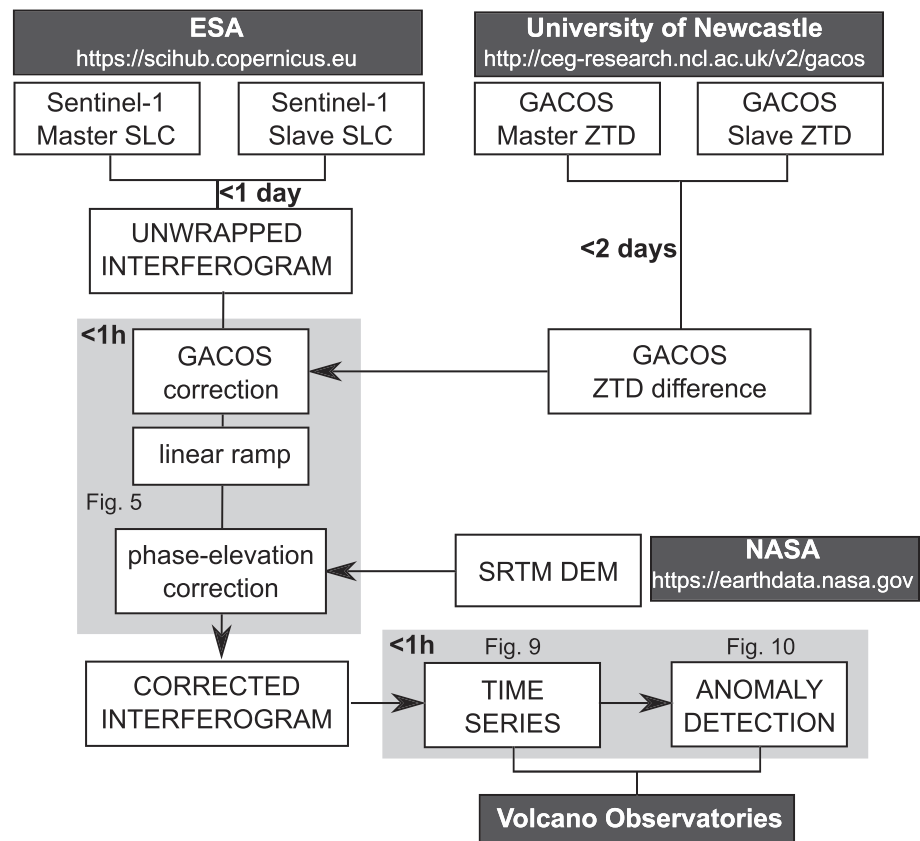 ESA
https://scihub.copernicus.eu
Sentinel-1
Master SLC
Sentinel-1
Slave SLC
University of Newcastle
http://ceg-research.ncl.ac.uk/v2/gacos
GACOS
Master ZTD
GACOS
Slave ZTD
<1 day
UNWRAPPED
INTERFEROGRAM
<2 days
<1h
GACOS
correction
GACOS
ZTD difference
linear ramp
Fig. 5
phase-elevation
correction
SRTM DEM
NASA
https://earthdata.nasa.gov
CORRECTED
INTERFEROGRAM
<1h
Fig. 9
TIME
SERIES
Fig. 10
ANOMALY
DETECTION
Volcano Observatories